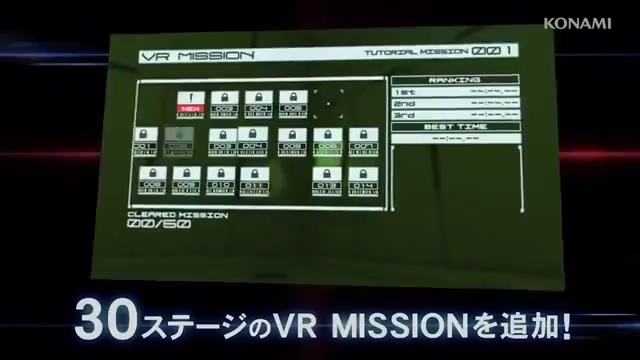 KONAMI
VR MISSION
TUTORIAL MISSION 001
RANKING
1st --:--.--
2nd --:--.--
3rd --:--.--
BEST TIME
--:--.--
NEW 003 004 005
001 003 004 005 006 007
008 009 010 011 013 014
CLEARED MISSION
00/50
30ステージのVR MISSIONを追加!